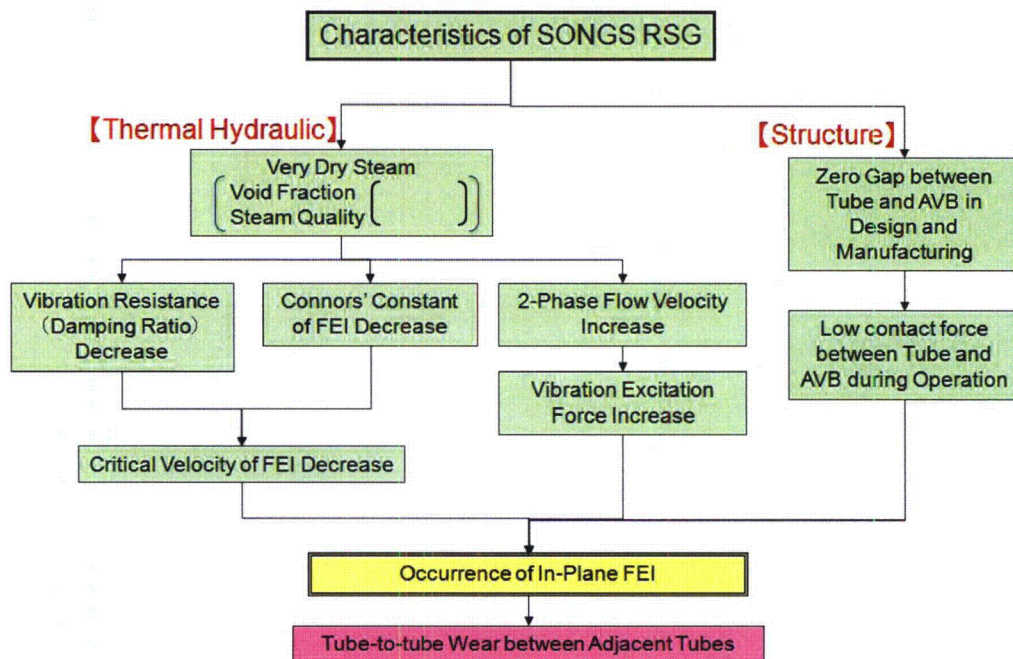 Characteristics of SONGS RSG
【Thermal Hydraulic】
Very Dry Steam
Void Fraction
Steam Quality
【Structure】
Zero Gap between
Tube and AVB in
Design and
Manufacturing
Vibration Resistance
(Damping Ratio)
Decrease
Connors' Constant
of FEI Decrease
2-Phase Flow Velocity
Increase
Low contact force
between Tube and
AVB during Operation
Vibration Excitation
Force Increase
Critical Velocity of FEI Decrease
Occurrence of In-Plane FEI
Tube-to-tube Wear between Adjacent Tubes